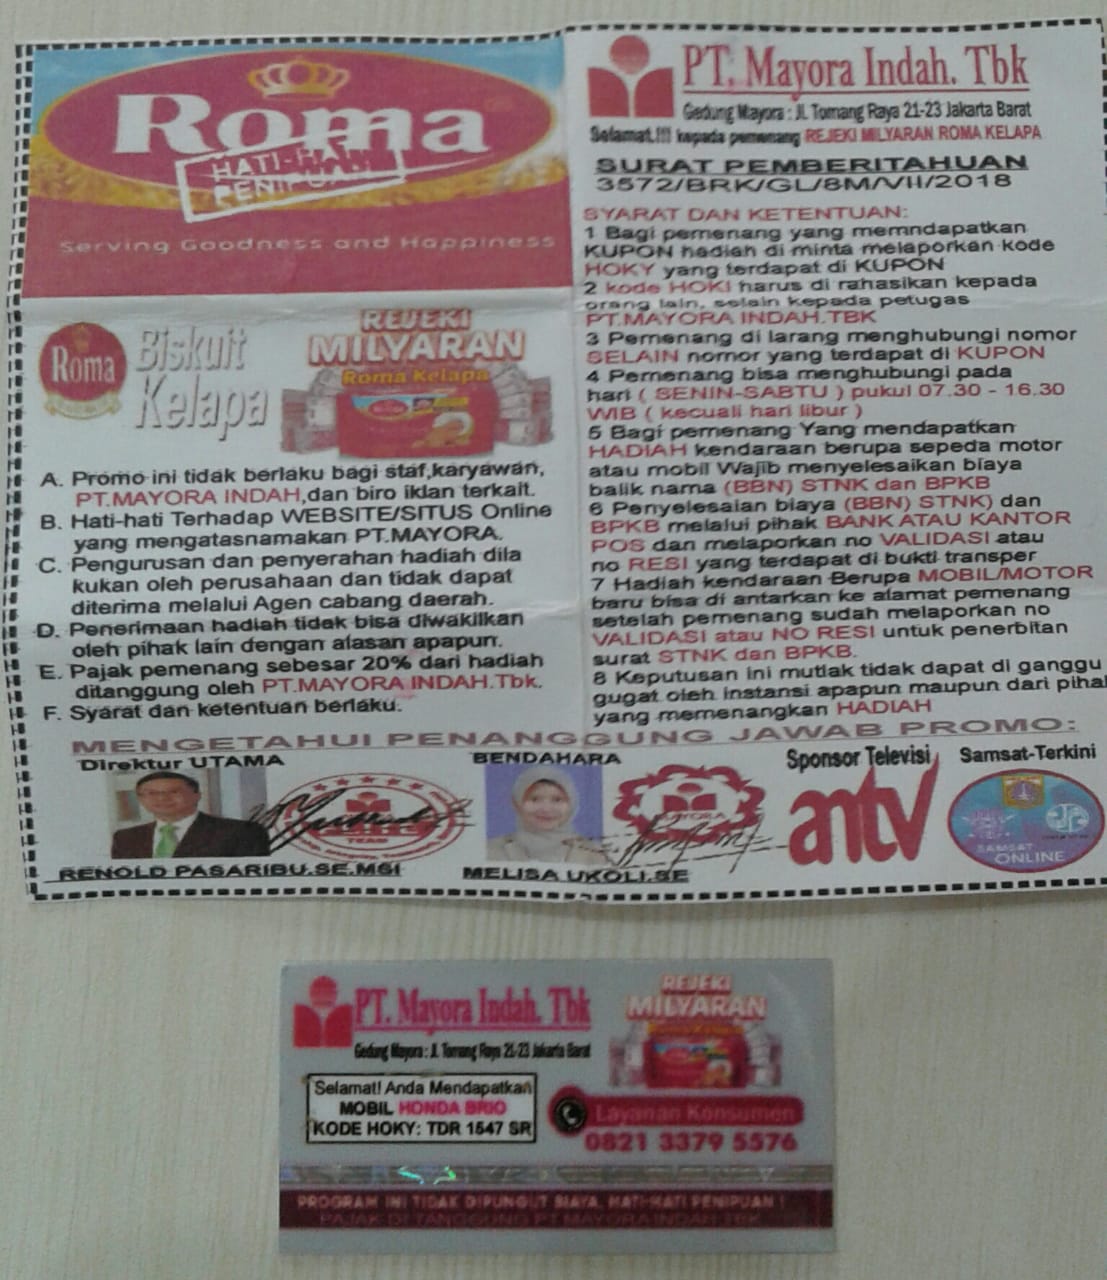 Roma
HATI-HATI
PENIPUAN
Serving Goodness and Happiness
Roma
Biskuit
Kelapa
REJEKI
MILYARAN
Roma Kelapa
A. Promo ini tidak berlaku bagi staf,karyawan,
PT.MAYORA INDAH,dan biro iklan terkait.
B. Hati-hati Terhadap WEBSITE/SITUS Online
yang mengatasnamakan PT.MAYORA.
C. Pengurusan dan penyerahan hadiah dila
kukan oleh perusahaan dan tidak dapat
diterima melalui Agen cabang daerah.
D. Penerimaan hadiah tidak bisa diwakilkan
oleh pihak lain dengan alasan apapun.
E. Pajak pemenang sebesar 20% dari hadiah
ditanggung oleh PT.MAYORA INDAH.Tbk.
F. Syarat dan ketentuan berlaku.
PT. Mayora Indah. Tbk
Gedung Mayora : Jl. Tomang Raya 21-23 Jakarta Barat
Selamat.!!! kepada pemenang REJEKI MILYARAN ROMA KELAPA
SURAT PEMBERITAHUAN
3572/BRK/GL/8M/VII/2018
SYARAT DAN KETENTUAN:
1 Bagi pemenang yang memndapatkan
KUPON hadiah di minta melaporkan kode
HOKY yang terdapat di KUPON
2 kode HOKI harus di rahasikan kepada
orang lain, selain kepada petugas
PT.MAYORA INDAH.TBK
3 Pemenang di larang menghubungi nomor
SELAIN nomor yang terdapat di KUPON
4 Pemenang bisa menghubungi pada
hari ( SENIN-SABTU ) pukul 07.30 - 16.30
WIB ( kecuali hari libur )
5 Bagi pemenang Yang mendapatkan
HADIAH kendaraan berupa sepeda motor
atau mobil Wajib menyelesaikan biaya
balik nama (BBN) STNK dan BPKB
6 Penyelesaian biaya (BBN) STNK) dan
BPKB melalui pihak BANK ATAU KANTOR
POS dan melaporkan no VALIDASI atau
no RESI yang terdapat di bukti transper
7 Hadiah kendaraan Berupa MOBIL/MOTOR
baru bisa di antarkan ke alamat pemenang
setelah pemenang sudah melaporkan no
VALIDASI atau NO RESI untuk penerbitan
surat STNK dan BPKB.
8 Keputusan ini mutlak tidak dapat di ganggu
gugat oleh instansi apapun maupun dari pihak
yang memenangkan HADIAH
MENGETAHUI PENANGGUNG JAWAB PROMO:
Direktur UTAMA
BENDAHARA
Sponsor Televisi
Samsat-Terkini
MAYORA
antv
SAMSAT
ONLINE
RENOLD PASARIBU.SE.MSI
MELISA UKOLI.SE
PT. Mayora Indah. Tbk
Gedung Mayora : Jl. Tomang Raya 21-23 Jakarta Barat
REJEKI
MILYARAN
Selamat! Anda Mendapatkan
MOBIL HONDA BRIO
KODE HOKY: TDR 1547 SR
Layanan Konsumen
0821 3379 5576
PROGRAM INI TIDAK DIPUNGUT BIAYA. HATI-HATI PENIPUAN !
PAJAK DI TANGGUNG PT.MAYORA INDAH TBK